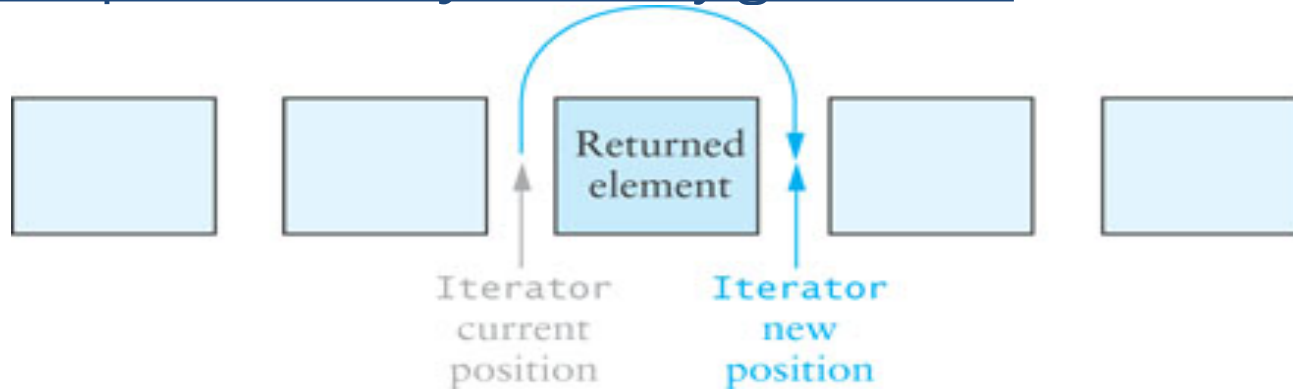 Returned
element
Iterator
current
position
Iterator
new
position